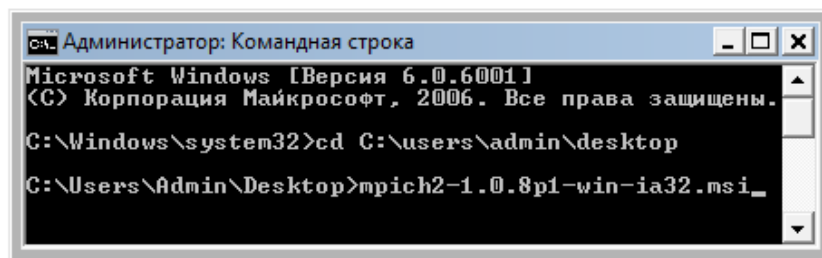 Администратор: Командная строка
Microsoft Windows [Версия 6.0.6001]
(C) Корпорация Майкрософт, 2006. Все права защищены.
C:\Windows\system32>cd C:\users\admin\desktop
C:\Users\Admin\Desktop>mpich2-1.0.8p1-win-ia32.msi_